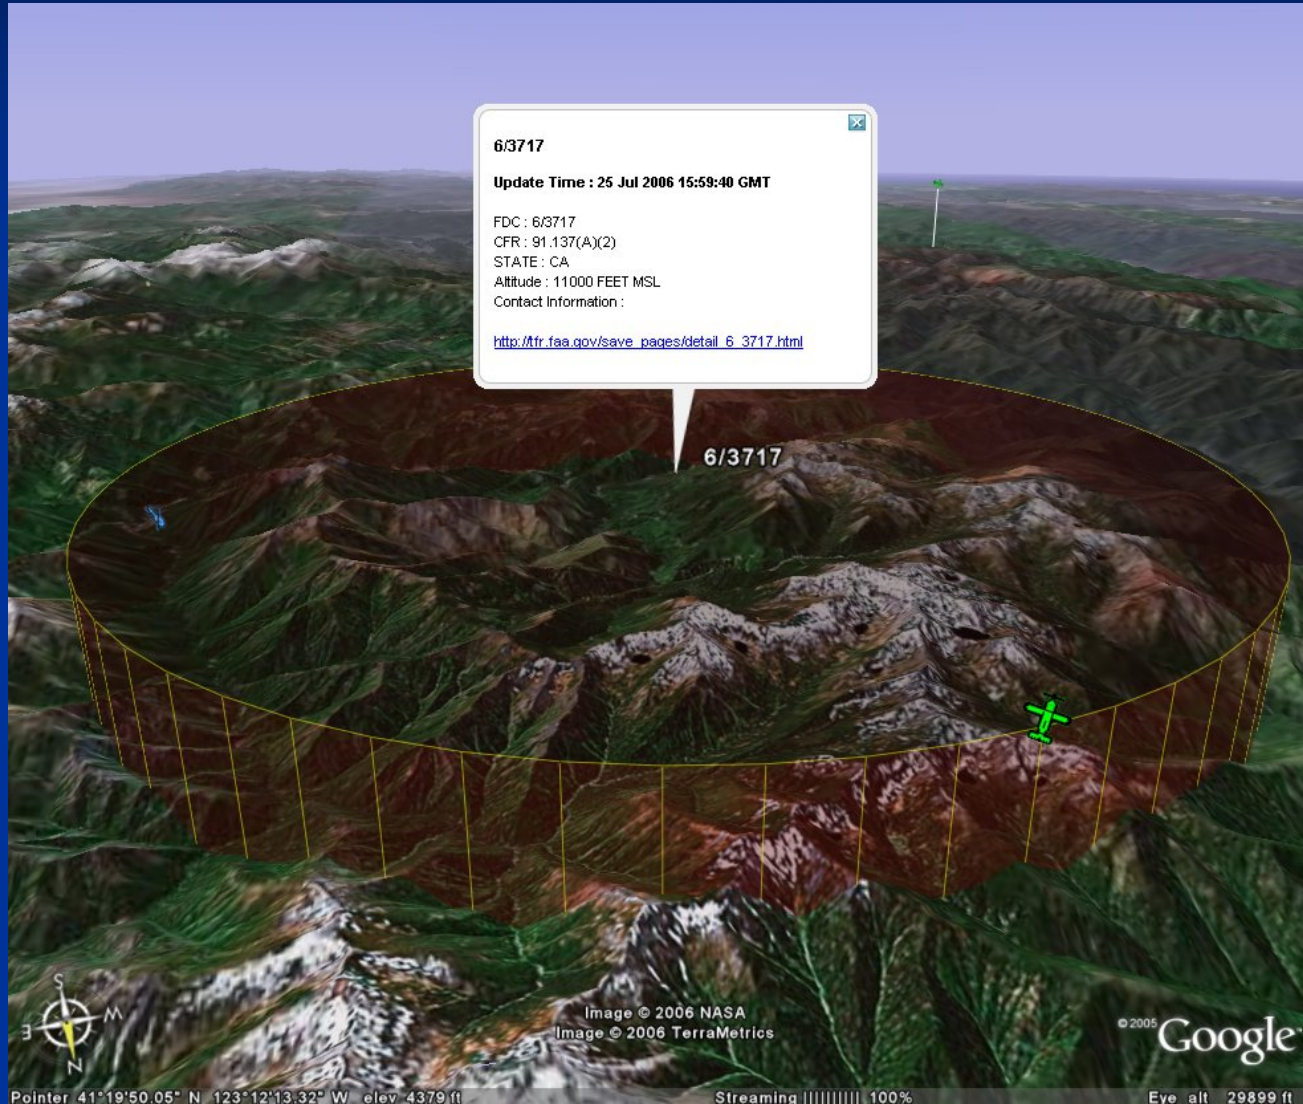 6/3717
Update Time : 25 Jul 2006 15:59:40 GMT
FDC : 6/3717
CFR : 91.137(A)(2)
STATE : CA
Altitude : 11000 FEET MSL
Contact Information :
http://tfr.faa.gov/save_pages/detail_6_3717.html
6/3717
S
E
W
N
Image © 2006 NASA
Image © 2006 TerraMetrics
©2005 Google
Pointer 41°19'50.05" N 123°12'13.32" W elev 4379 ft
Streaming |||||||||| 100%
Eye alt 29899 ft